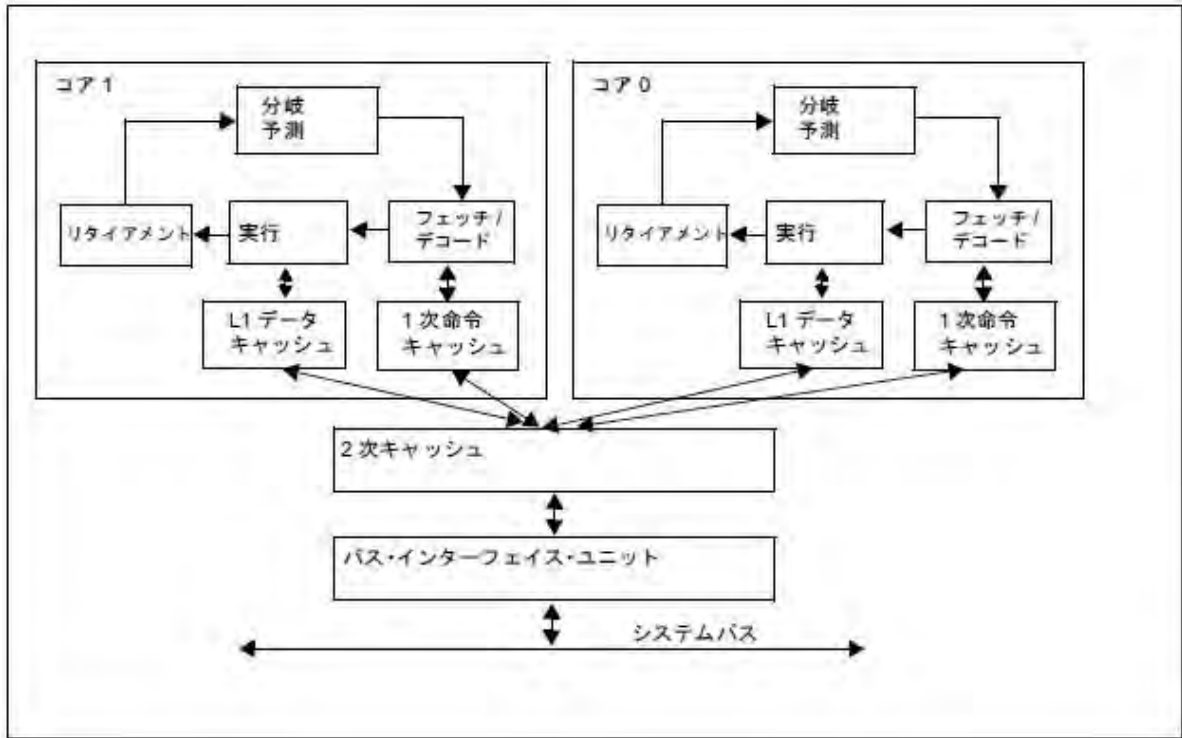 コア 1
分岐
予測
リタイアメント
実行
フェッチ /
デコード
L1 データ
キャッシュ
1 次命令
キャッシュ
コア 0
分岐
予測
リタイアメント
実行
フェッチ /
デコード
L1 データ
キャッシュ
1 次命令
キャッシュ
2 次キャッシュ
バス・インターフェイス・ユニット
システムバス